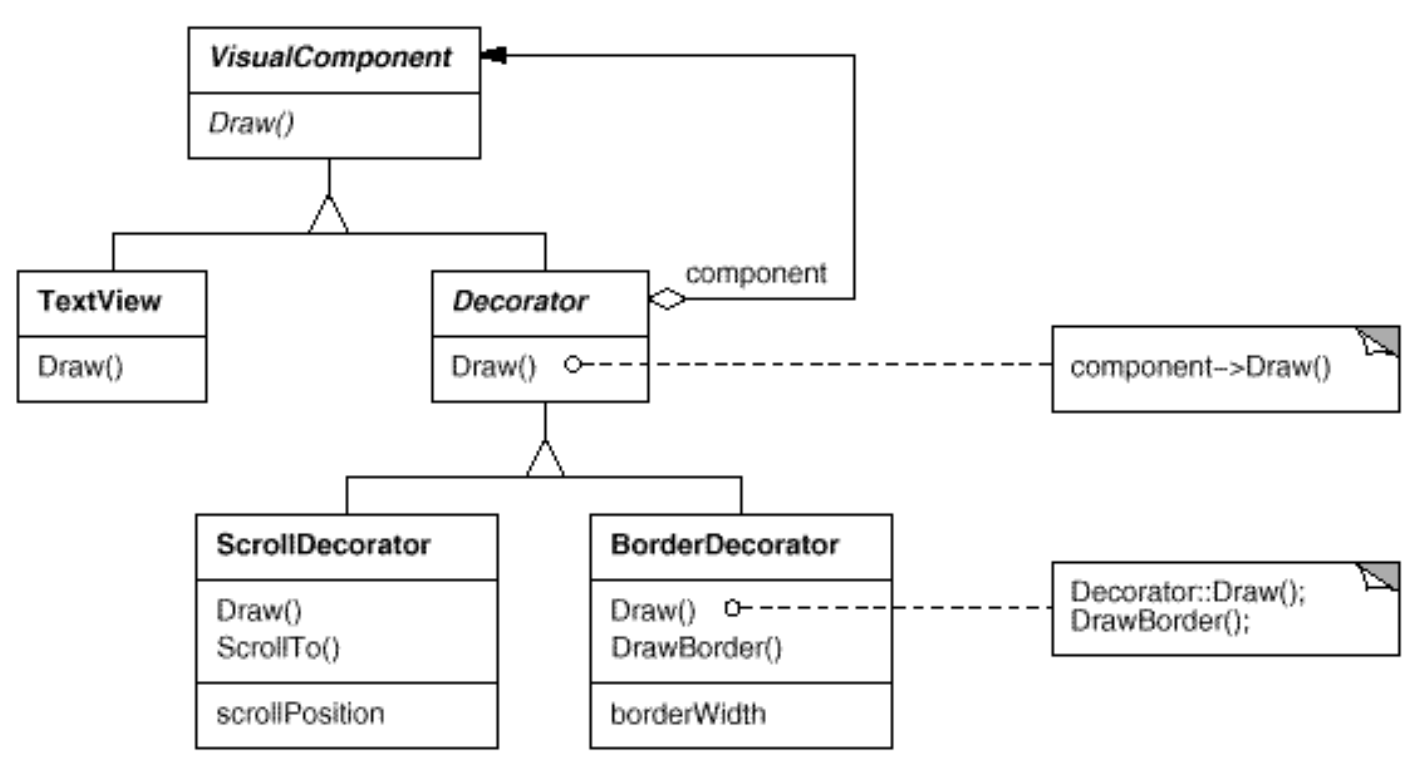 VisualComponent
Draw()
component
TextView
Draw()
Decorator
Draw()
component–>Draw()
ScrollDecorator
Draw()
ScrollTo()
scrollPosition
BorderDecorator
Draw()
DrawBorder()
borderWidth
Decorator::Draw();
DrawBorder();